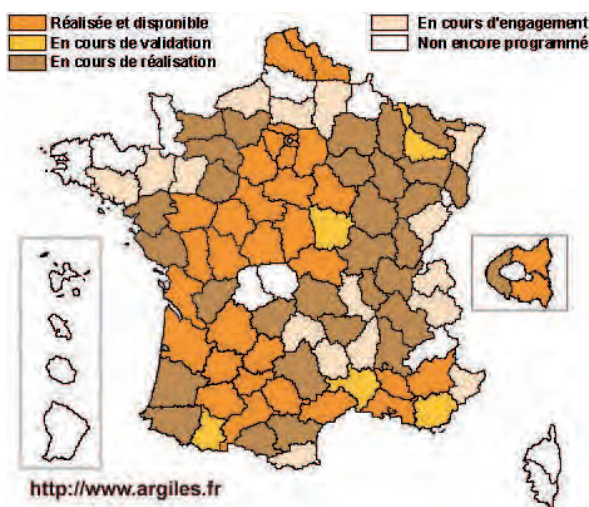 Réalisée et disponible
En cours de validation
En cours de réalisation
En cours d'engagement
Non encore programmé
http://www.argiles.fr